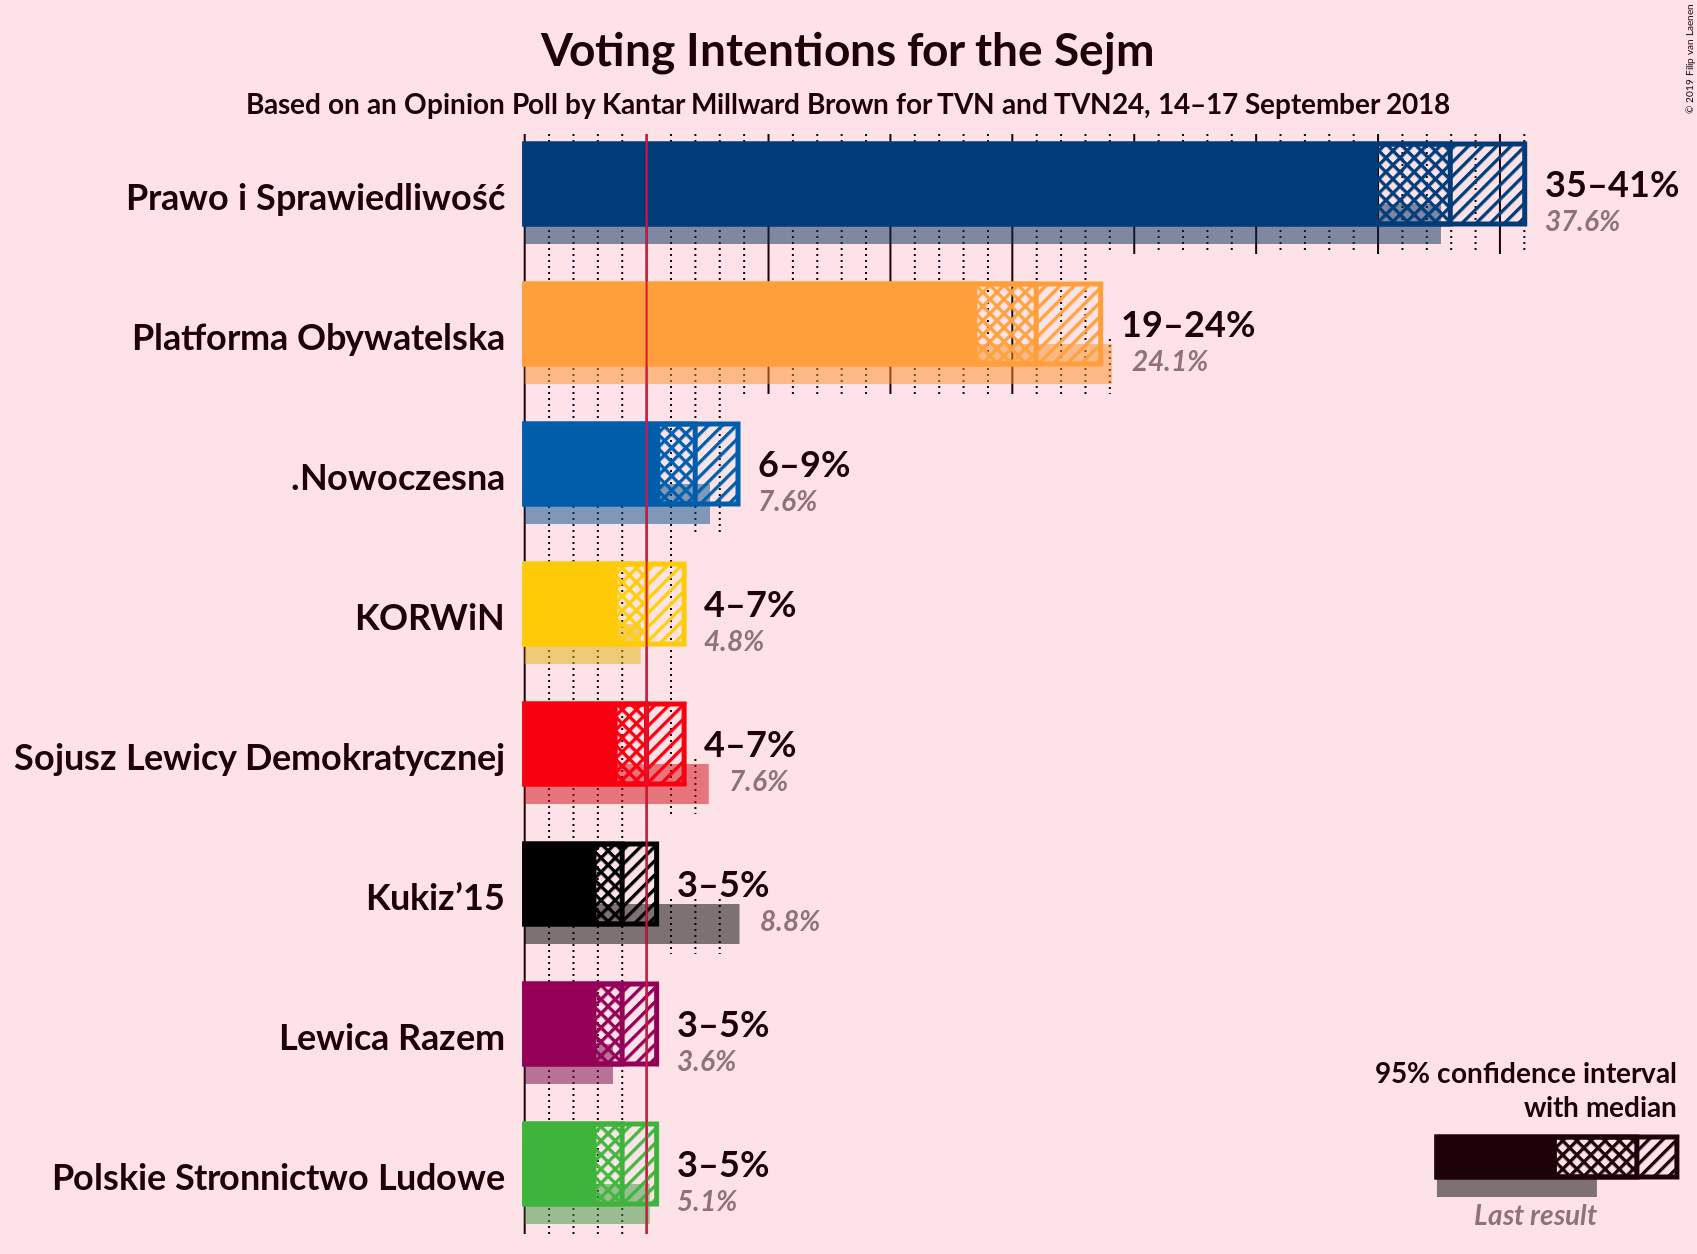 Voting Intentions for the Sejm
Based on an Opinion Poll by Kantar Millward Brown for TVN and TVN24, 14–17 September 2018
© 2019 Filip van Laenen
Prawo i Sprawiedliwość
35–41%
37.6%
Platforma Obywatelska
19–24%
24.1%
.Nowoczesna
6–9%
7.6%
KORWiN
4–7%
4.8%
Sojusz Lewicy Demokratycznej
4–7%
7.6%
Kukiz’15
3–5%
8.8%
Lewica Razem
3–5%
3.6%
Polskie Stronnictwo Ludowe
3–5%
5.1%
95% confidence interval
with median
Last result